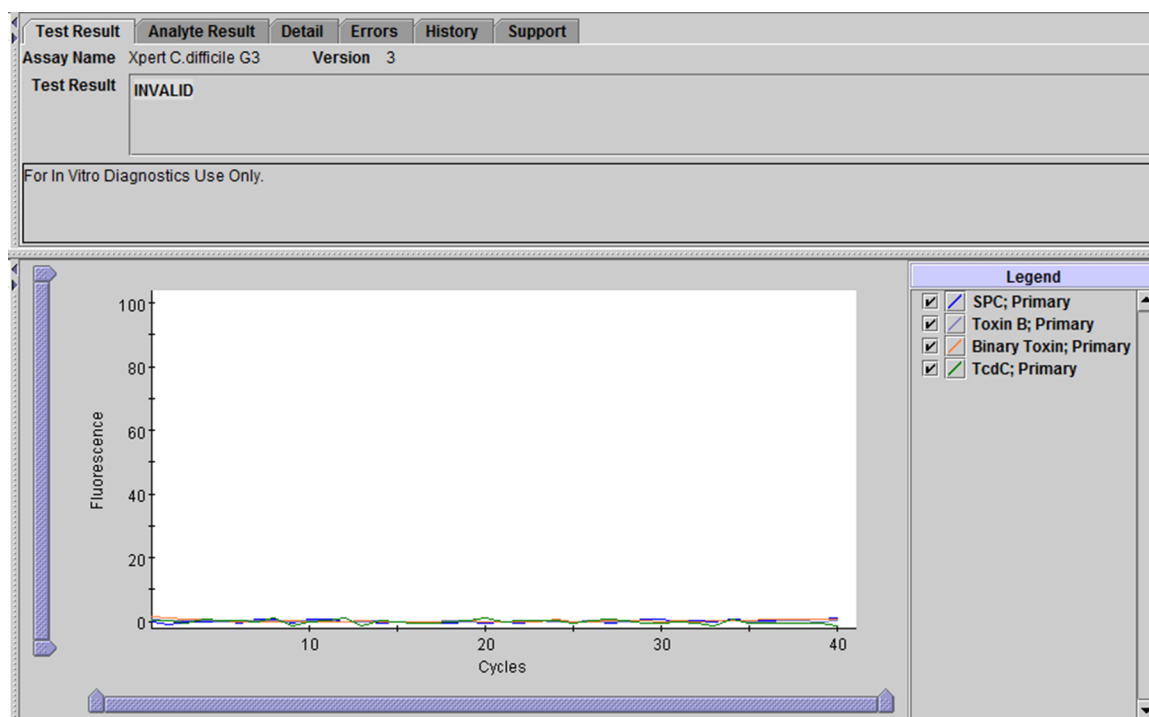 Test Result Analyte Result Detail Errors History Support
Assay Name Xpert C.difficile G3 Version 3
Test Result INVALID
For In Vitro Diagnostics Use Only.
Legend
SPC; Primary
Toxin B; Primary
Binary Toxin; Primary
TcdC; Primary
100
80
60
40
20
0
Fluorescence
10 20 30 40
Cycles